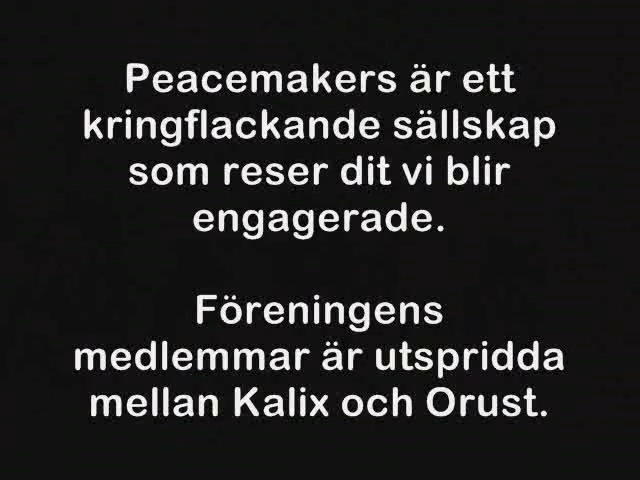 Peacemakers är ett
kringflackande sällskap
som reser dit vi blir
engagerade.
Föreningens
medlemmar är utspridda
mellan Kalix och Orust.